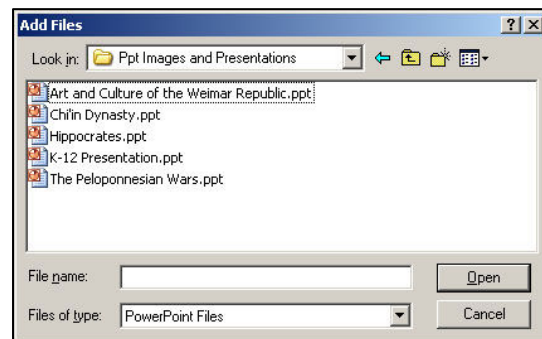 Add Files
Look in: Ppt Images and Presentations
Art and Culture of the Weimar Republic.ppt
Chi'in Dynasty.ppt
Hippocrates.ppt
K-12 Presentation.ppt
The Peloponnesian Wars.ppt
File name: Open
Files of type: PowerPoint Files Cancel